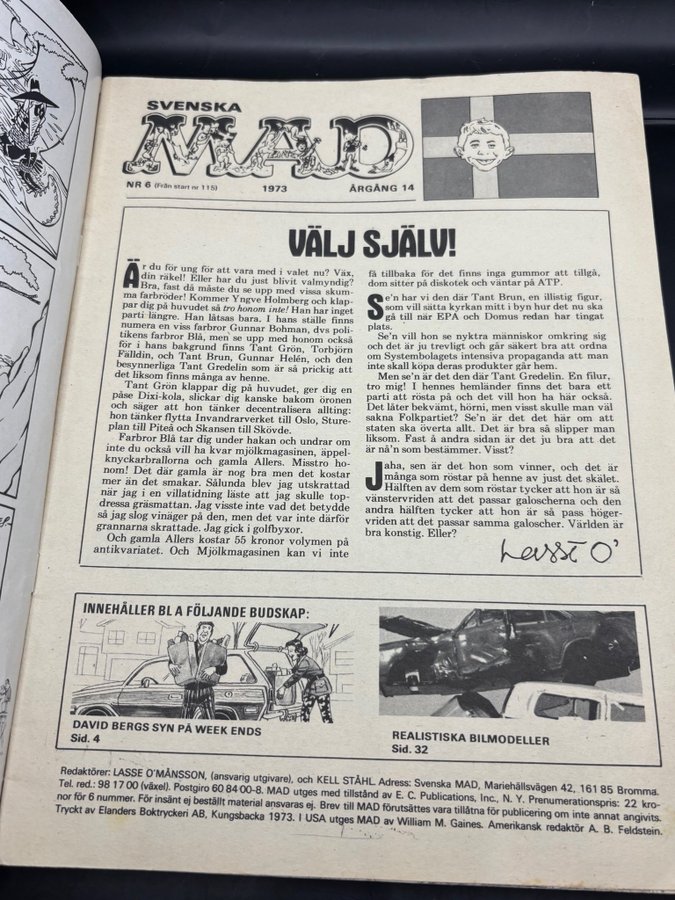 SVENSKA
MAD
NR 6 (Från start nr 115) 1973 ÅRGÅNG 14
VÄLJ SJÄLV!
Är du för ung för att vara med i valet nu? Väx,
din räkel! Eller har du just blivit valmyndig?
Bra, fast då måste du se upp med vissa skum-
ma farbröder! Kommer Yngve Holmberg och klap-
par dig på huvudet så tro honom inte! Han har inget
parti längre. Han låtsas bara. I hans ställe finns
numera en viss farbror Gunnar Bohman, dvs poli-
tikens farbror Blå, men se upp med honom också
för i hans bakgrund finns Tant Grön, Torbjörn
Fälldin, och Tant Brun, Gunnar Helén, och den
besynnerliga Tant Gredelin som är så prickig att
det liksom finns många av henne.
Tant Grön klappar dig på huvudet, ger dig en
påse Dixi-kola, slickar dig kanske bakom öronen
och säger att hon tänker decentralisera allting:
hon tänker flytta Invandrarverket till Oslo, Sture-
plan till Piteå och Skansen till Skövde.
Farbror Blå tar dig under hakan och undrar om
inte du också vill ha kvar mjölkmagasinen, äppel-
knyckarbrallorna och gamla Allers. Misstro ho-
nom! Det där gamla är nog bra men det kostar
mer än det smakar. Sålunda blev jag utskrattad
när jag i en villatidning läste att jag skulle top-
dressa gräsmattan. Jag visste inte vad det betydde
så jag slog vinäger på den, men det var inte därför
grannarna skrattade. Jag gick i golfbyxor.
Och gamla Allers kostar 55 kronor volymen på
antikvariatet. Och Mjölkmagasinen kan vi inte
få tillbaka för det finns inga gummor att tillgå,
dom sitter på diskotek och väntar på ATP.
Se'n har vi den där Tant Brun, en illistig figur,
som vill sätta kyrkan mitt i byn hur det nu ska
gå till när EPA och Domus redan har tingat
plats.
Se'n vill hon se nyktra människor omkring sig
och det är ju trevligt och går säkert bra att ordna
om Systembolagets intensiva propaganda att man
inte skall köpa deras produkter går hem.
Men se'n är det den där Tant Gredelin. En filur,
tro mig! I hennes hemländer finns det bara ett
parti att rösta på och det vill hon ha här också.
Det låter bekvämt, hörni, men visst skulle man väl
sakna Folkpartiet? Se'n är det det här om att
staten ska överta allt. Det är bra så slipper man
liksom. Fast å andra sidan är det ju bra att det
är nå'n som bestämmer. Visst?
Jaha, sen är det hon som vinner, och det är
många som röstar på henne av just det skälet.
Hälften av dem som röstar tycker att hon är så
vänstervriden att det passar galoscherna och den
andra hälften tycker att hon är så pass höger-
vriden att det passar samma galoscher. Världen är
bra konstig. Eller?
Lasse O'
INNEHÅLLER BL A FÖLJANDE BUDSKAP:
DAVID BERGS SYN PÅ WEEK ENDS
Sid. 4
REALISTISKA BILMODELLER
Sid. 32
Redaktörer: LASSE O'MÅNSSON, (ansvarig utgivare), och KELL STÅHL. Adress: Svenska MAD, Mariehällsvägen 42, 161 85 Bromma.
Tel. red.: 98 17 00 (växel). Postgiro 60 84 00-8. MAD utges med tillstånd av E. C. Publications, Inc., N. Y. Prenumerationspris: 22 kro-
nor för 6 nummer. För insänt ej beställt material ansvaras ej. Brev till MAD förutsättes vara tillåtna för publicering om inte annat angivits.
Tryckt av Elanders Boktryckeri AB, Kungsbacka 1973. I USA utges MAD av William M. Gaines. Amerikansk redaktör A. B. Feldstein.